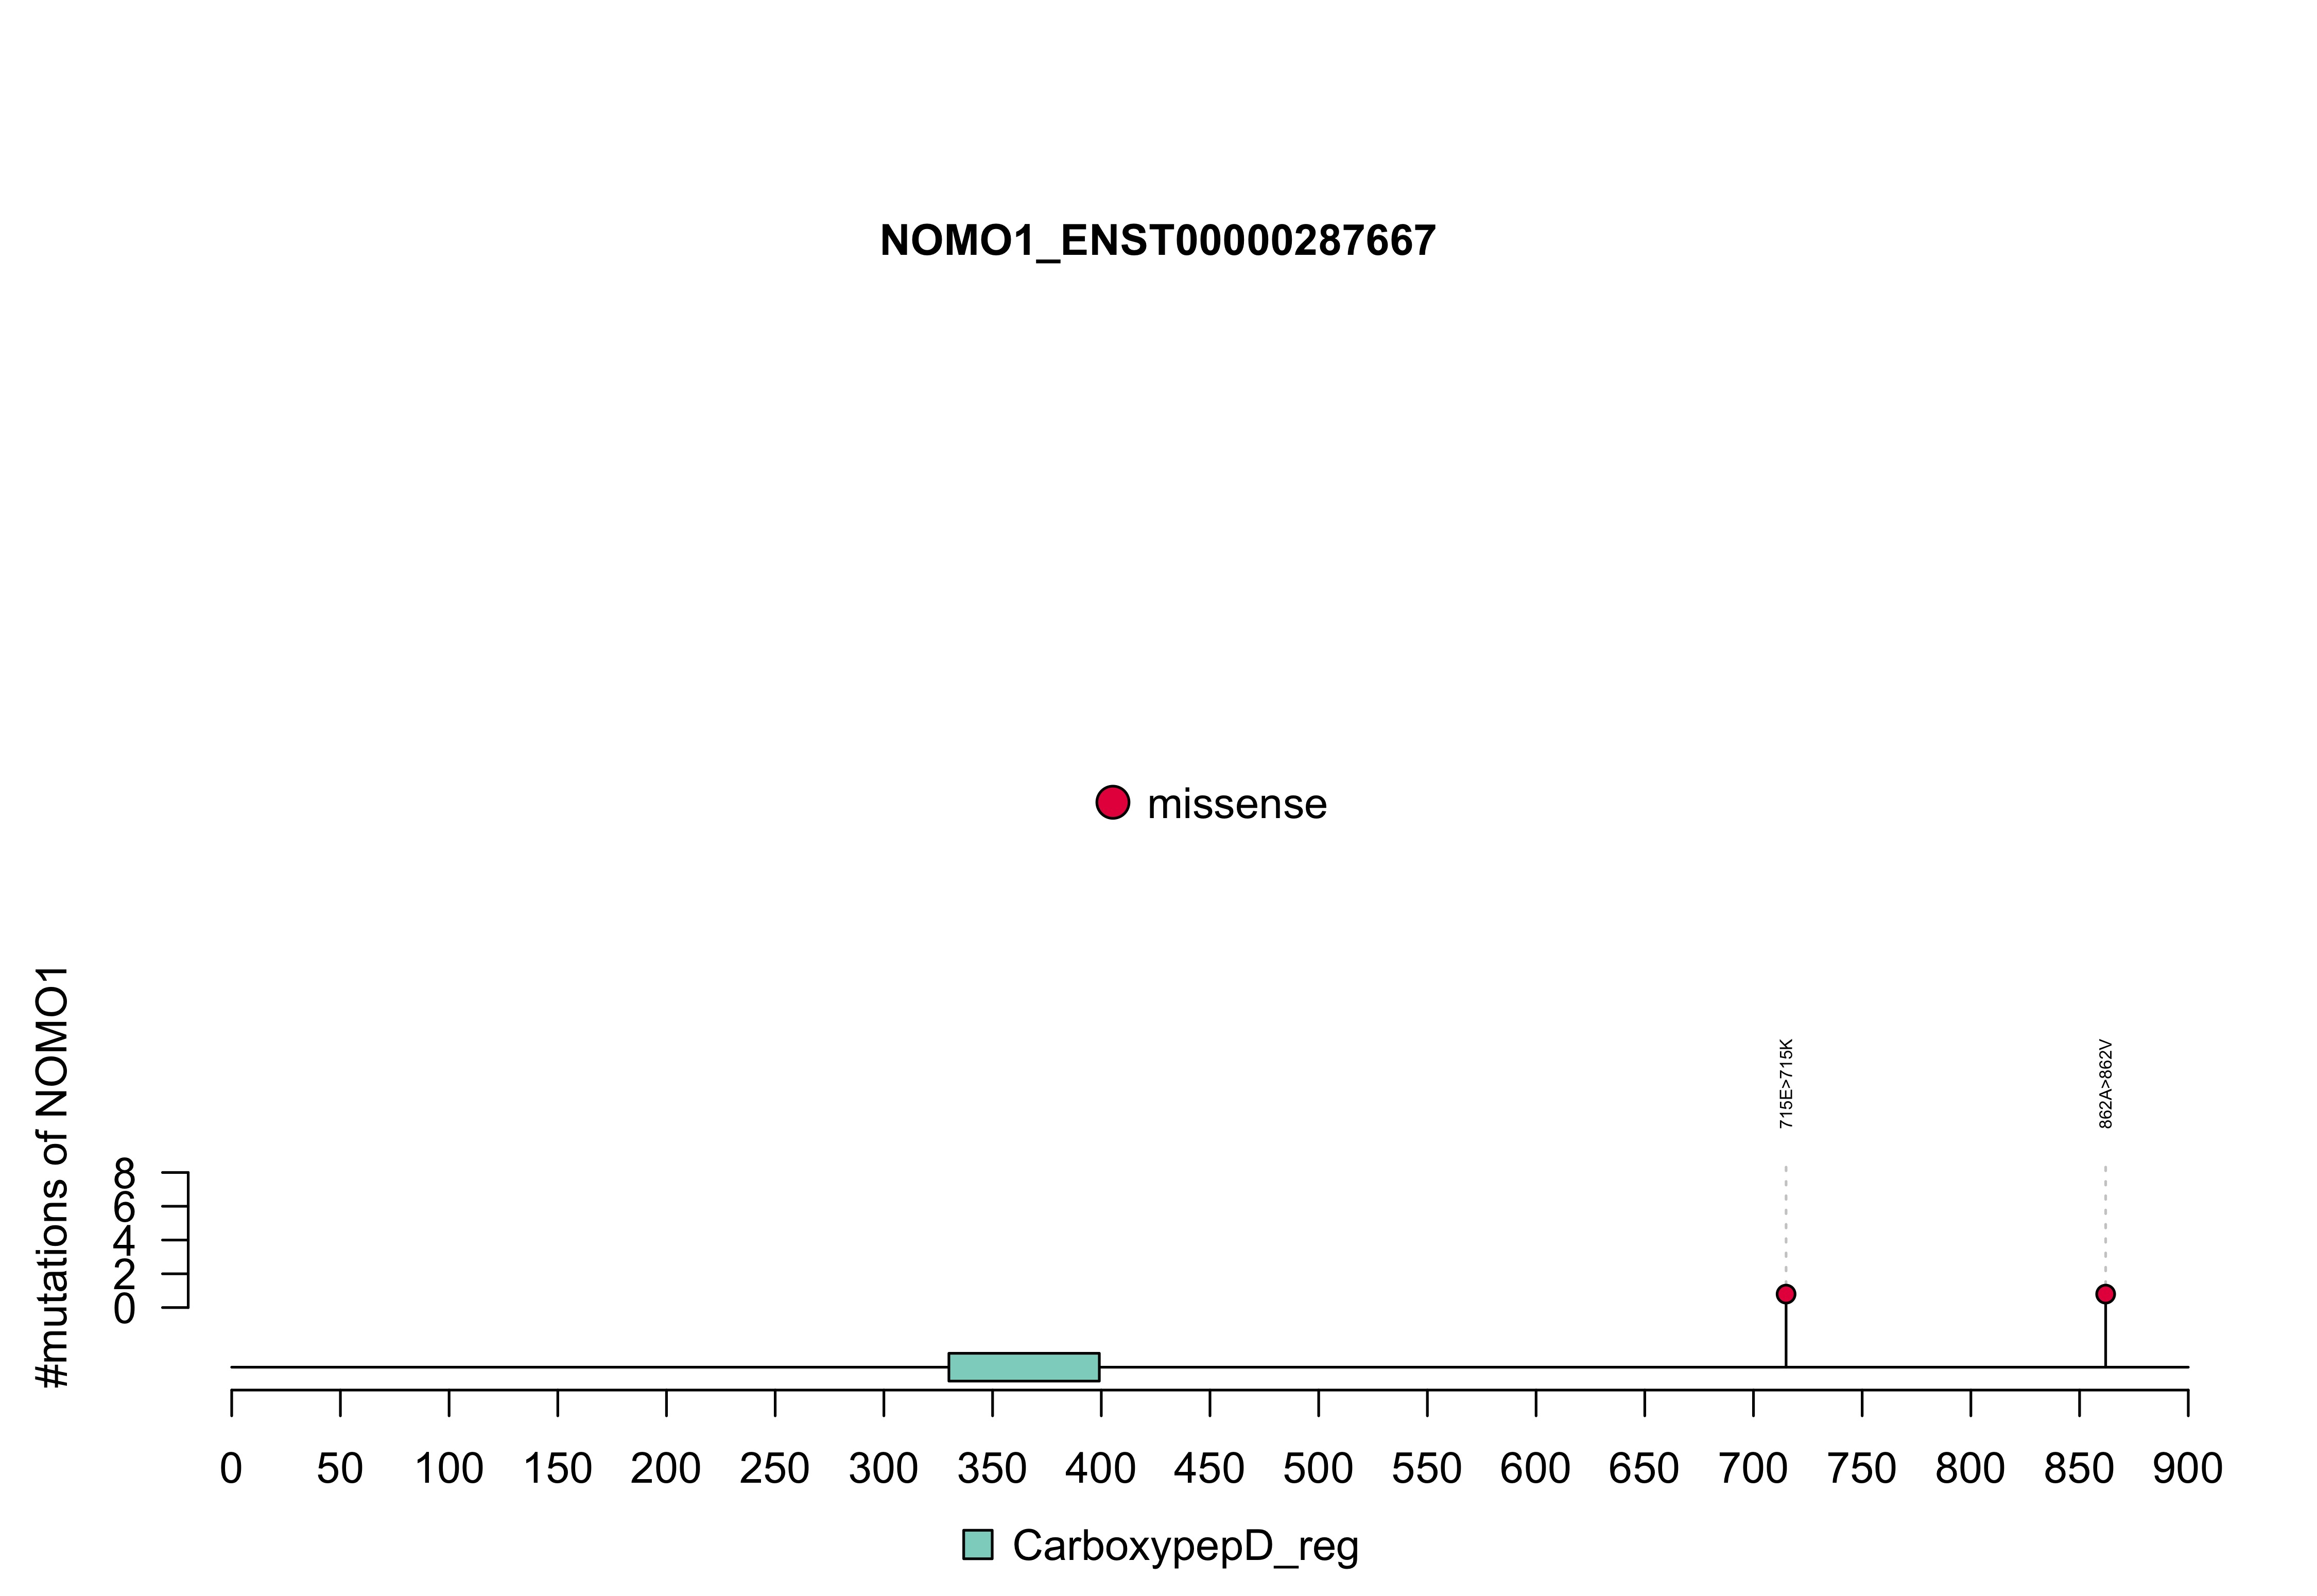 NOMO1_ENST00000287667
missense
#mutations of NOMO1
715E>715K
862A>862V
8
6
4
2
0
0 50 100 150 200 250 300 350 400 450 500 550 600 650 700 750 800 850 900
CarboxypepD_reg